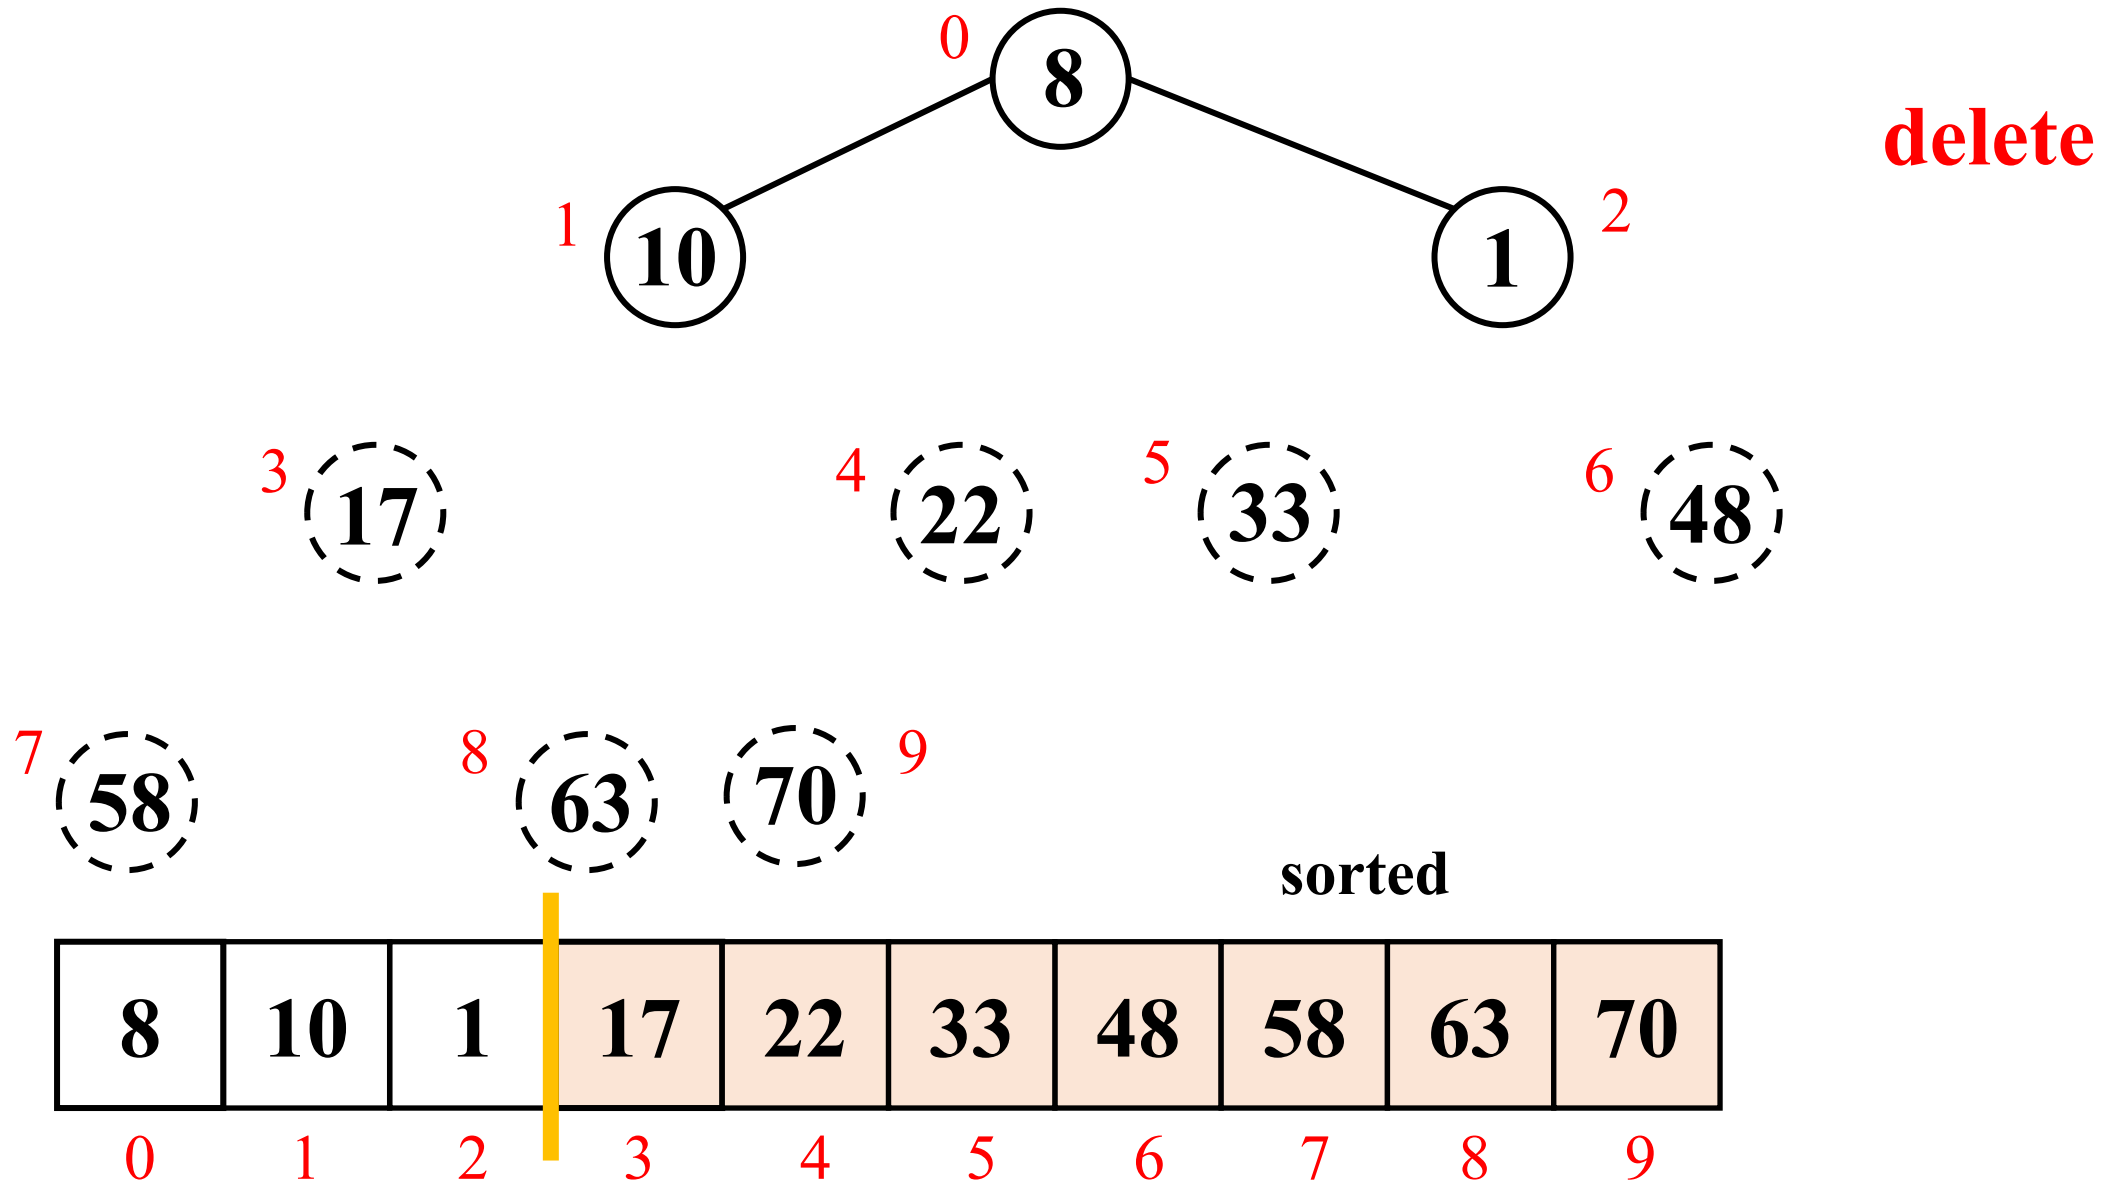 0 8
delete
1 10 1 2
3 17 4 22 5 33 6 48
7 58 8 63 70 9
sorted
8 10 1 17 22 33 48 58 63 70
0 1 2 3 4 5 6 7 8 9